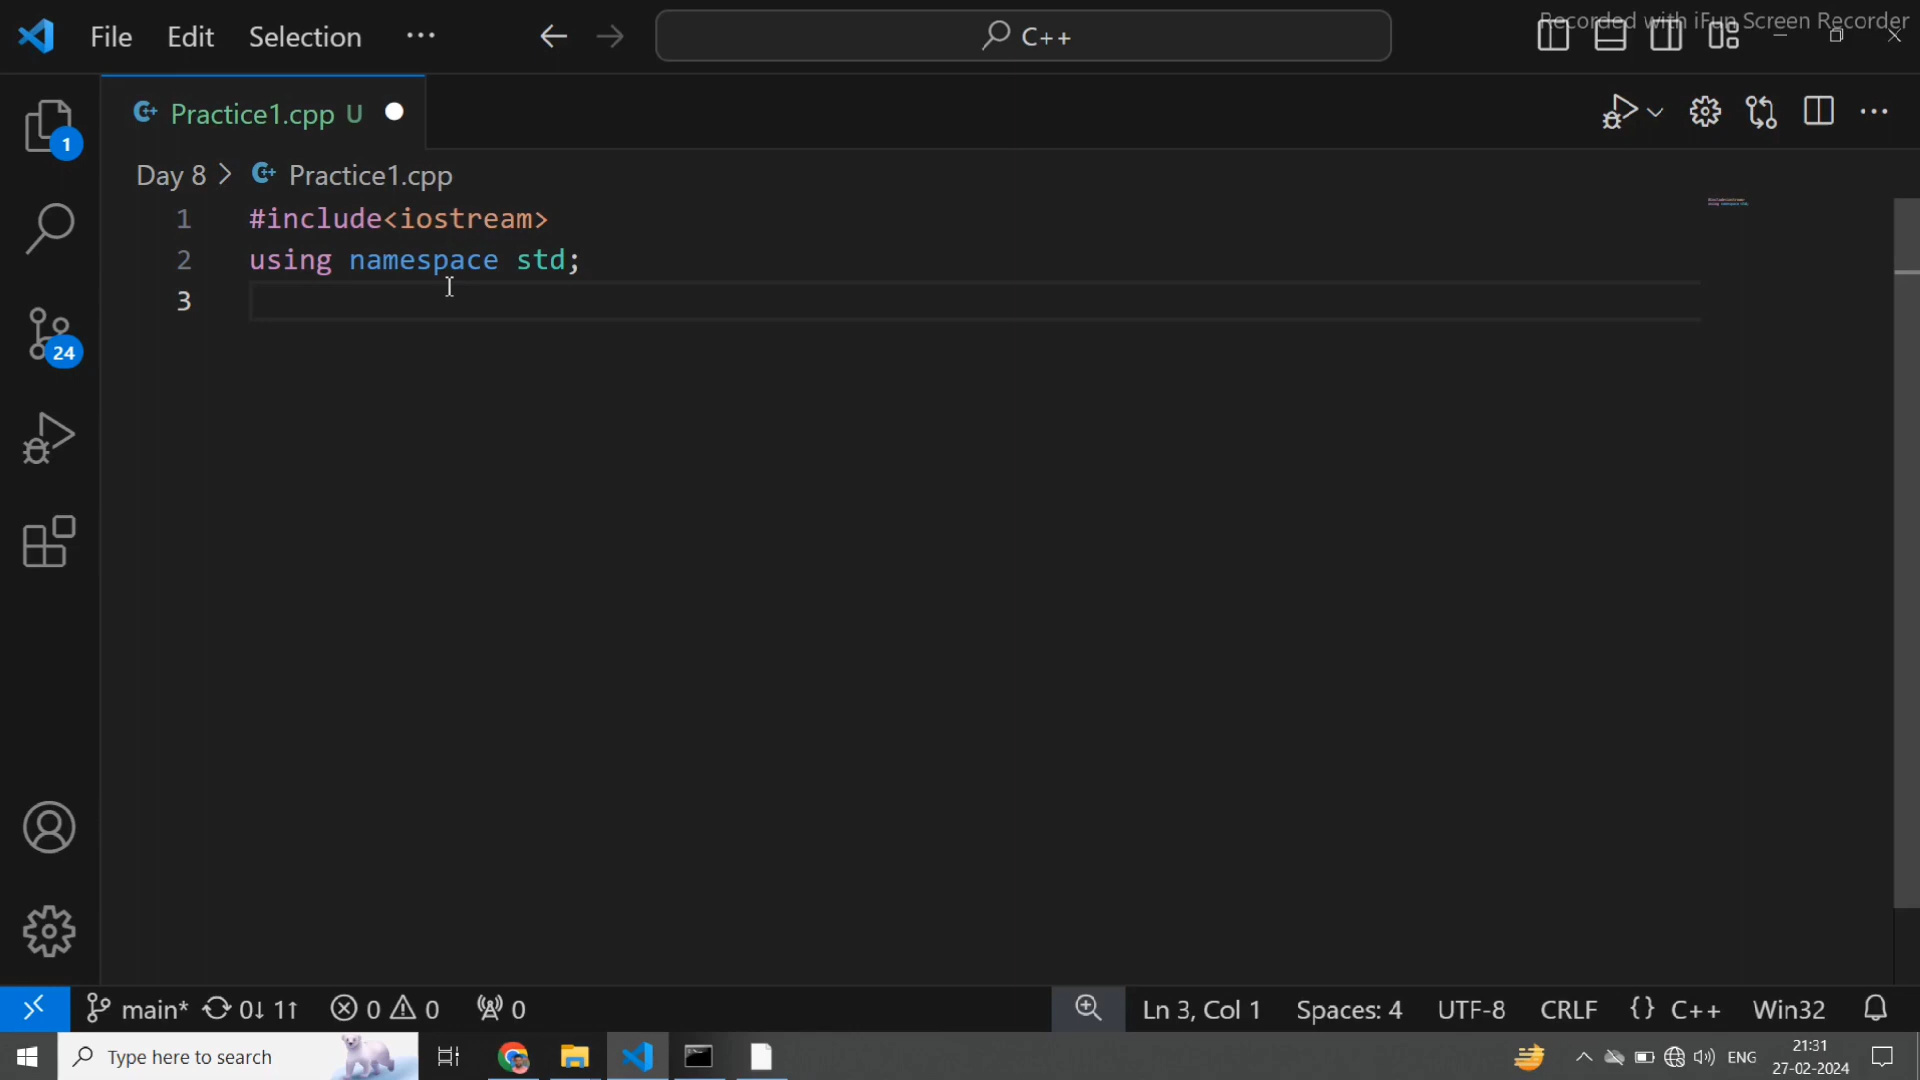 Recorded with iFun Screen Recorder
File Edit Selection ... C++
Practice1.cpp U
Day 8 > Practice1.cpp
1 #include<iostream>
2 using namespace std;
3
1
24
main* 0↓ 1↑ 0 0 0 Ln 3, Col 1 Spaces: 4 UTF-8 CRLF {} C++ Win32
Type here to search ENG 21:31
27-02-2024